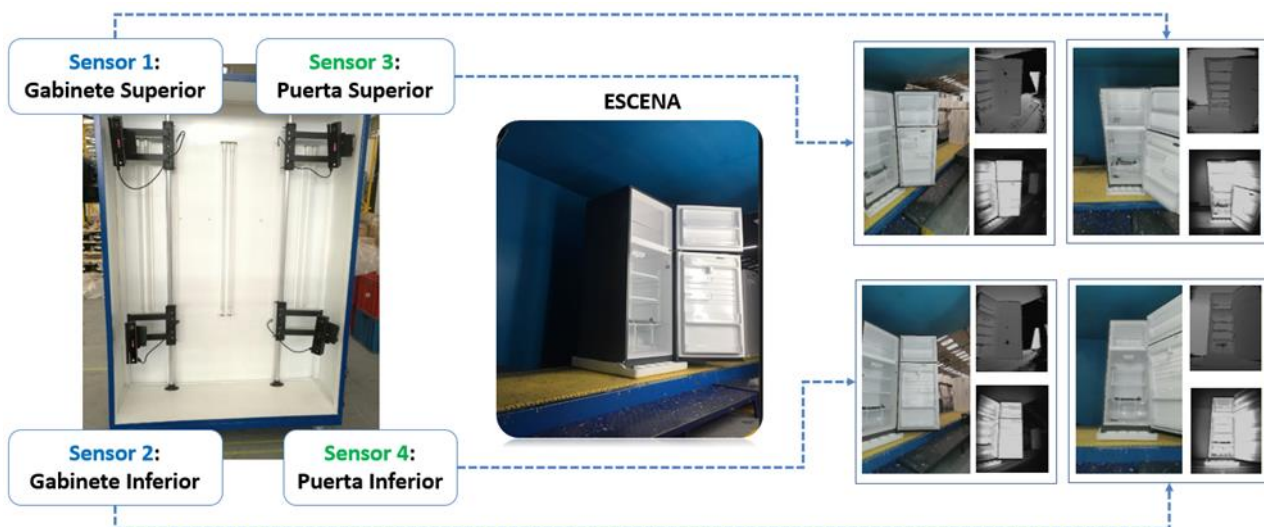 Sensor 1:
Gabinete Superior
Sensor 3:
Puerta Superior
ESCENA
Sensor 2:
Gabinete Inferior
Sensor 4:
Puerta Inferior